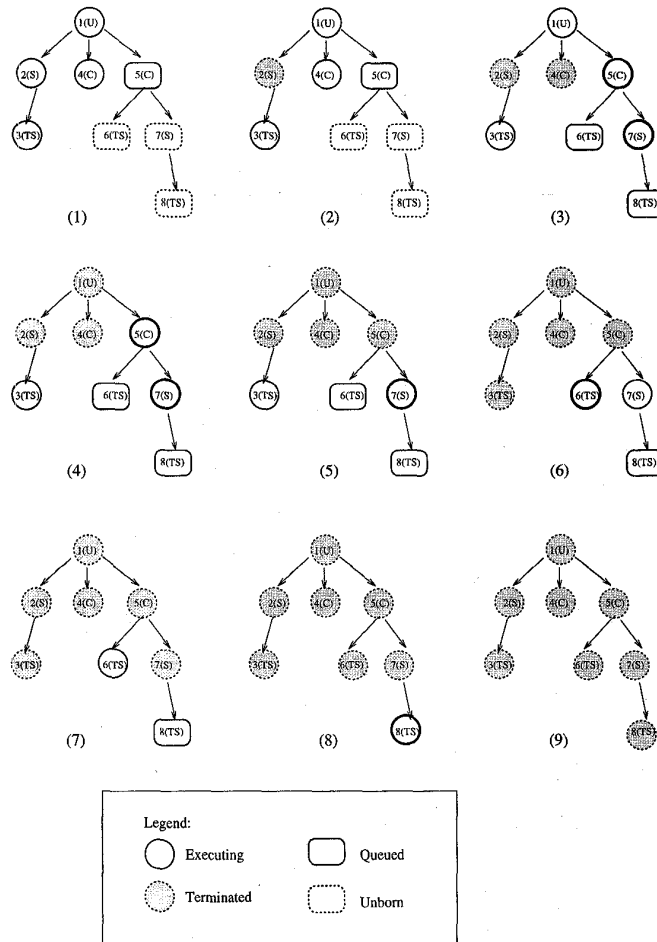 1(U)
2(S) 4(C) 5(C)
3(TS) 6(TS) 7(S)
8(TS)
(1)
1(U)
2(S) 4(C) 5(C)
3(TS) 6(TS) 7(S)
8(TS)
(2)
1(U)
2(S) 4(C) 5(C)
3(TS) 6(TS) 7(S)
8(TS)
(3)
1(U)
2(S) 4(C) 5(C)
3(TS) 6(TS) 7(S)
8(TS)
(4)
1(U)
2(S) 4(C) 5(C)
3(TS) 6(TS) 7(S)
8(TS)
(5)
1(U)
2(S) 4(C) 5(C)
3(TS) 6(TS) 7(S)
8(TS)
(6)
1(U)
2(S) 4(C) 5(C)
3(TS) 6(TS) 7(S)
8(TS)
(7)
1(U)
2(S) 4(C) 5(C)
3(TS) 6(TS) 7(S)
8(TS)
(8)
1(U)
2(S) 4(C) 5(C)
3(TS) 6(TS) 7(S)
8(TS)
(9)
Legend:
Executing Queued
Terminated Unborn